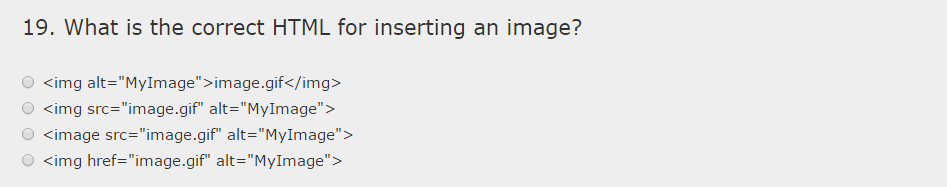 19. What is the correct HTML for inserting an image?
<img alt="MyImage">image.gif</img>
<img src="image.gif" alt="MyImage">
<image src="image.gif" alt="MyImage">
<img href="image.gif" alt="MyImage">